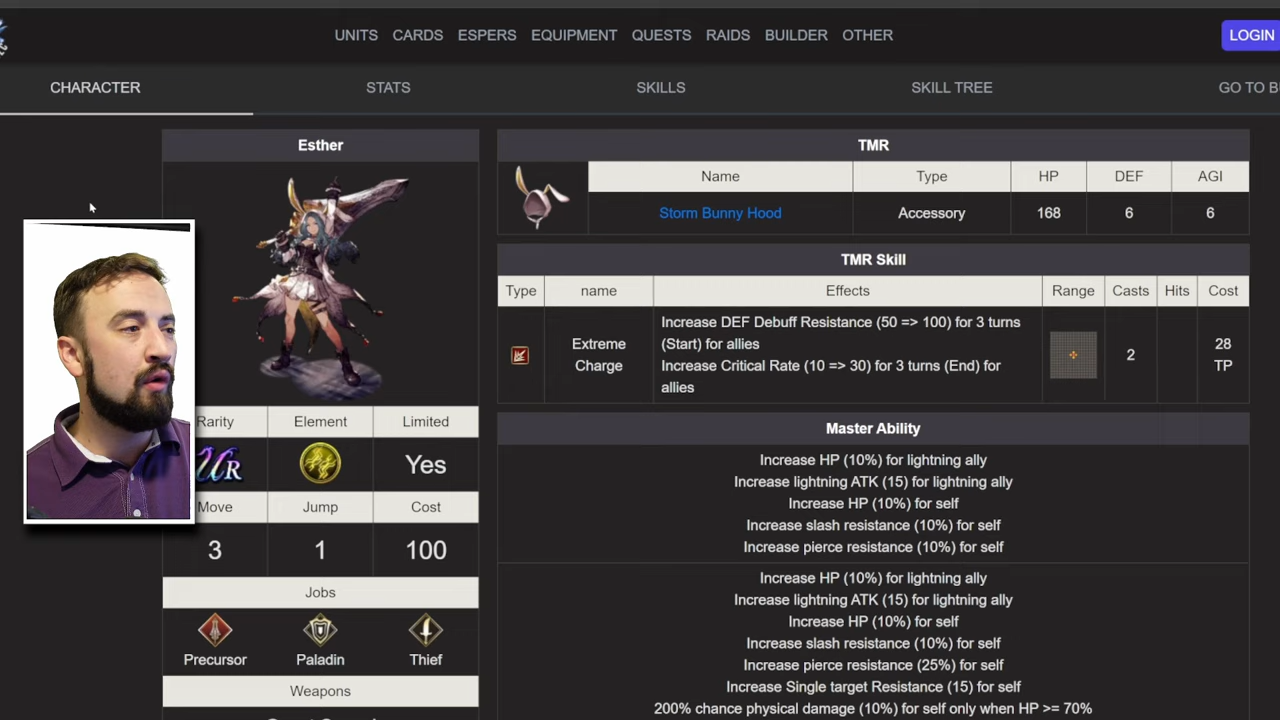 UNITS CARDS ESPERS EQUIPMENT QUESTS RAIDS BUILDER OTHER
LOGIN
CHARACTER STATS SKILLS SKILL TREE GO TO B
Esther
Rarity Element Limited
UR Yes
Move Jump Cost
3 1 100
Jobs
Precursor Paladin Thief
Weapons
TMR
Name Type HP DEF AGI
Storm Bunny Hood Accessory 168 6 6
TMR Skill
Type name Effects Range Casts Hits Cost
Extreme
Charge
Increase DEF Debuff Resistance (50 => 100) for 3 turns
(Start) for allies
Increase Critical Rate (10 => 30) for 3 turns (End) for
allies
2
28
TP
Master Ability
Increase HP (10%) for lightning ally
Increase lightning ATK (15) for lightning ally
Increase HP (10%) for self
Increase slash resistance (10%) for self
Increase pierce resistance (10%) for self
Increase HP (10%) for lightning ally
Increase lightning ATK (15) for lightning ally
Increase HP (10%) for self
Increase slash resistance (10%) for self
Increase pierce resistance (25%) for self
Increase Single target Resistance (15) for self
200% chance physical damage (10%) for self only when HP >= 70%